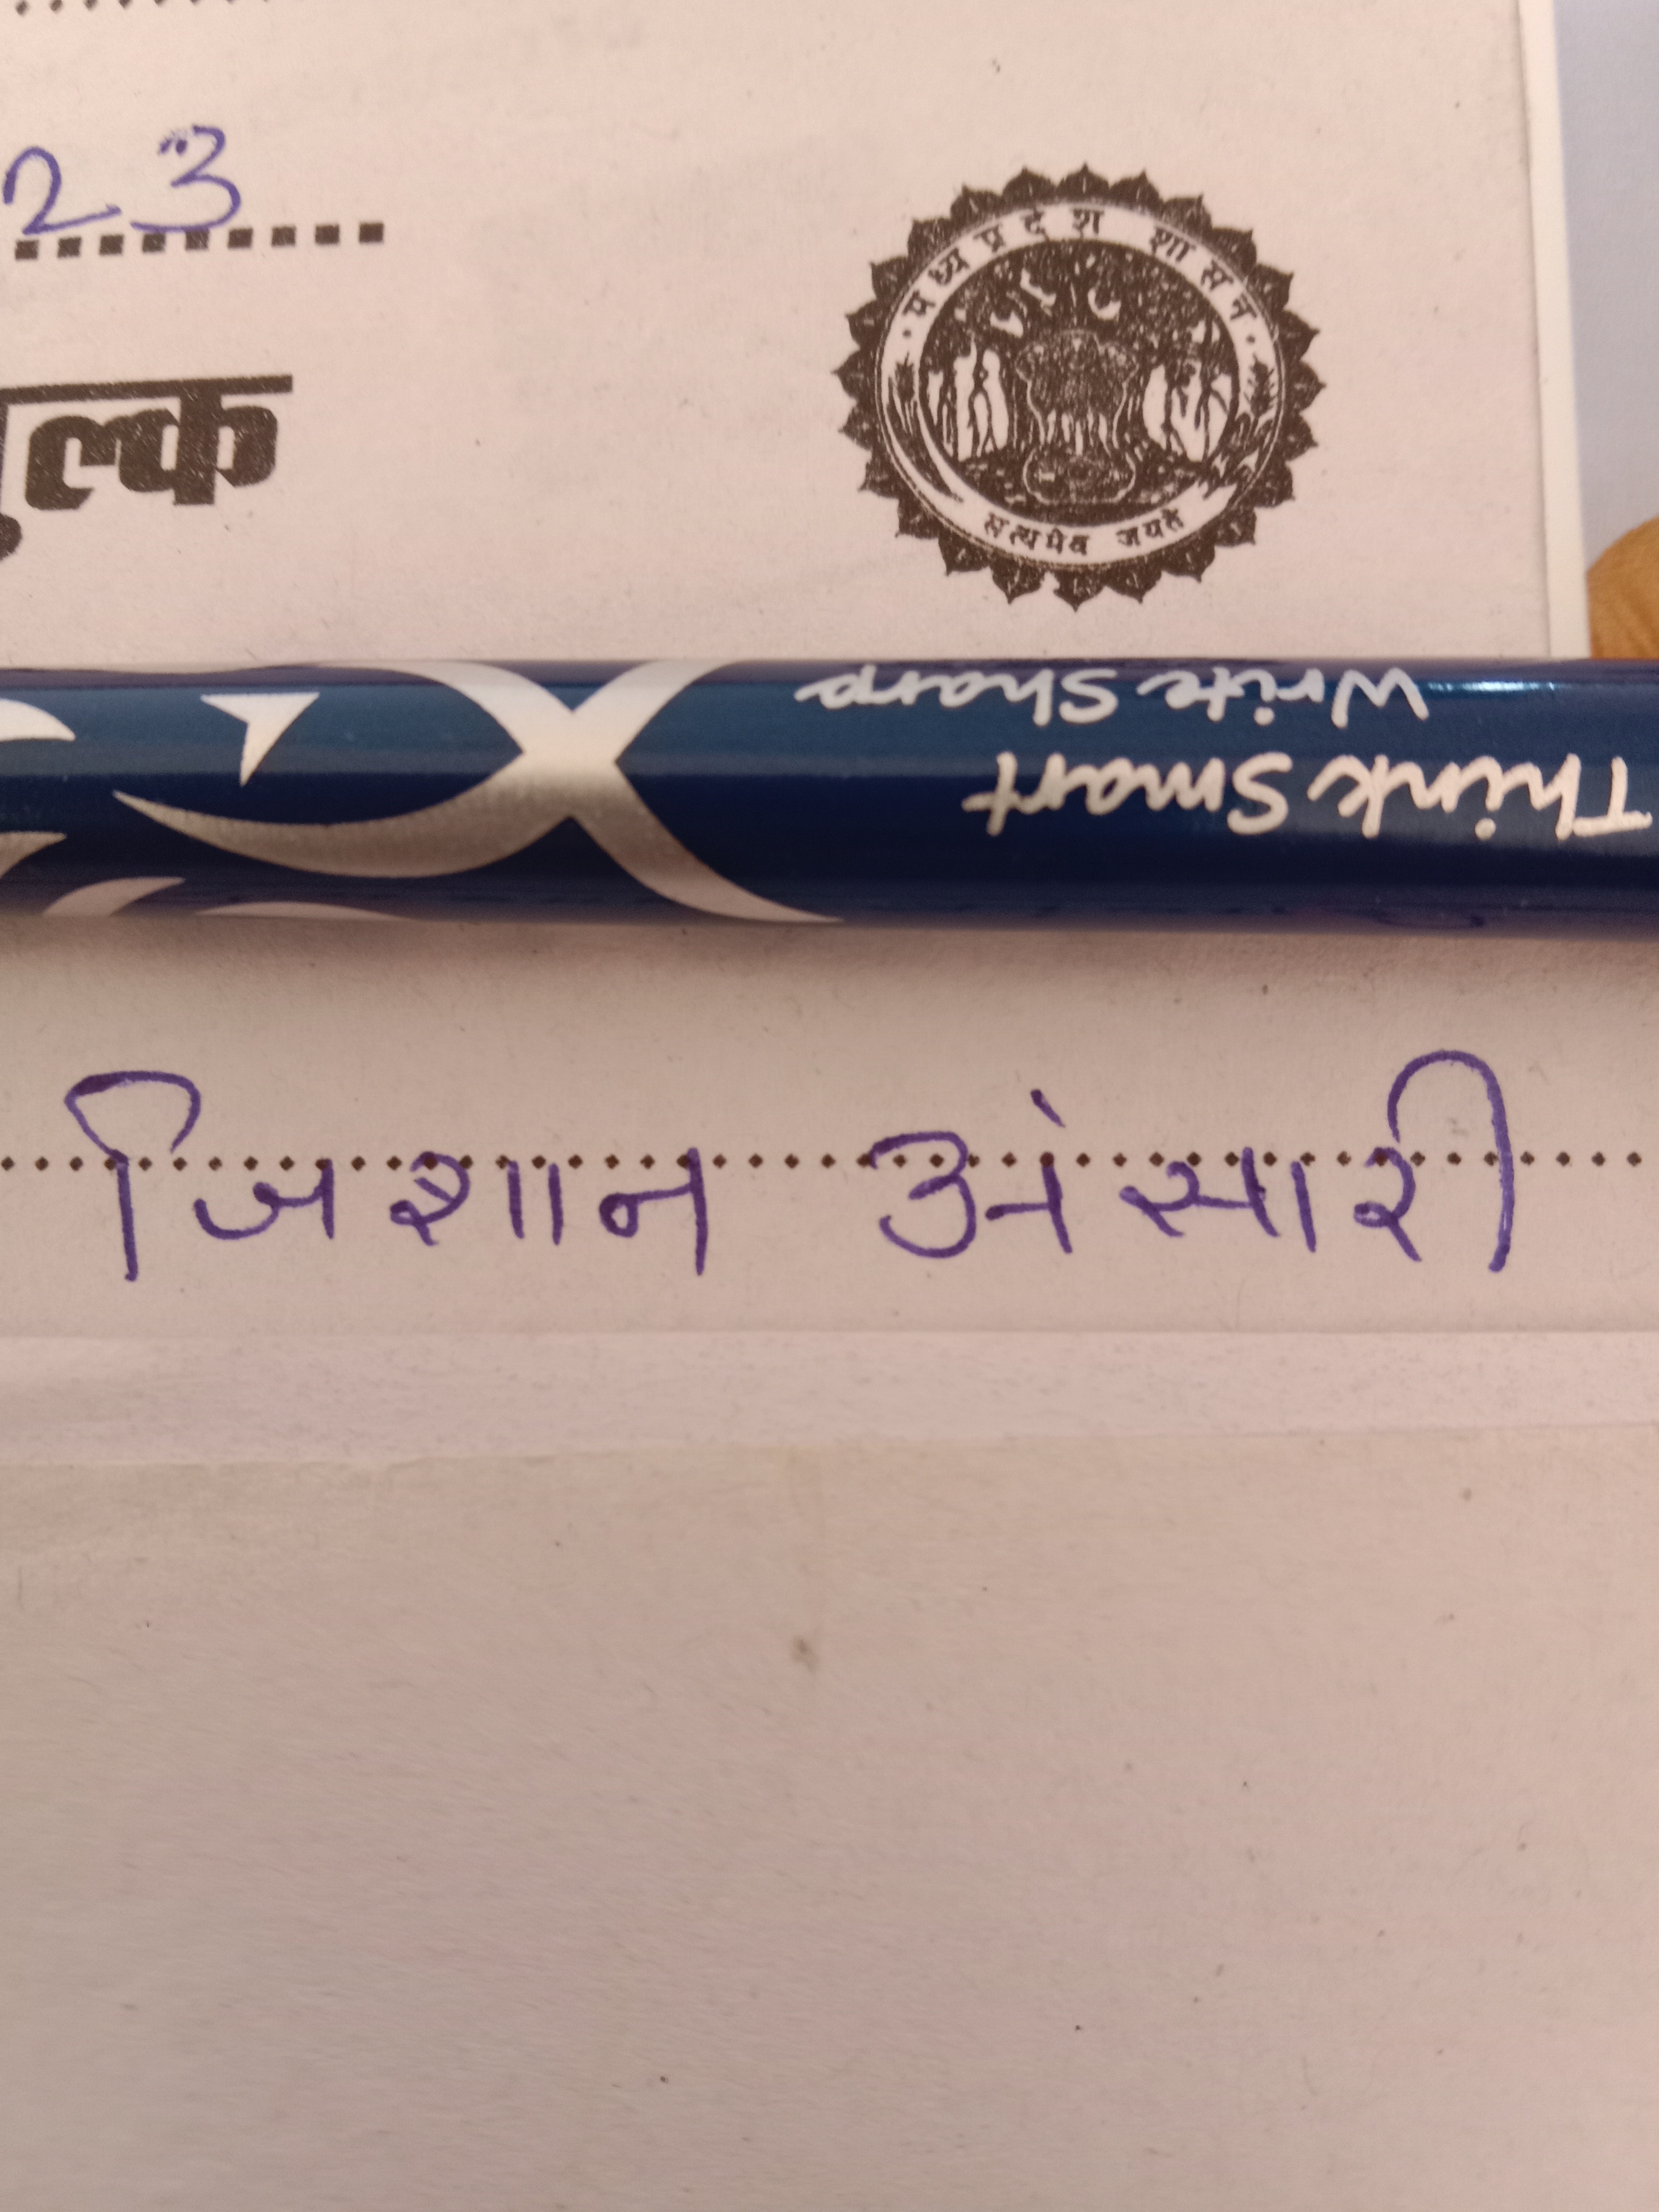 23
मध्यप्रदेश शासन
सत्यमेव जयते
Think Smart
Write Sharp
जिशान अंसारी